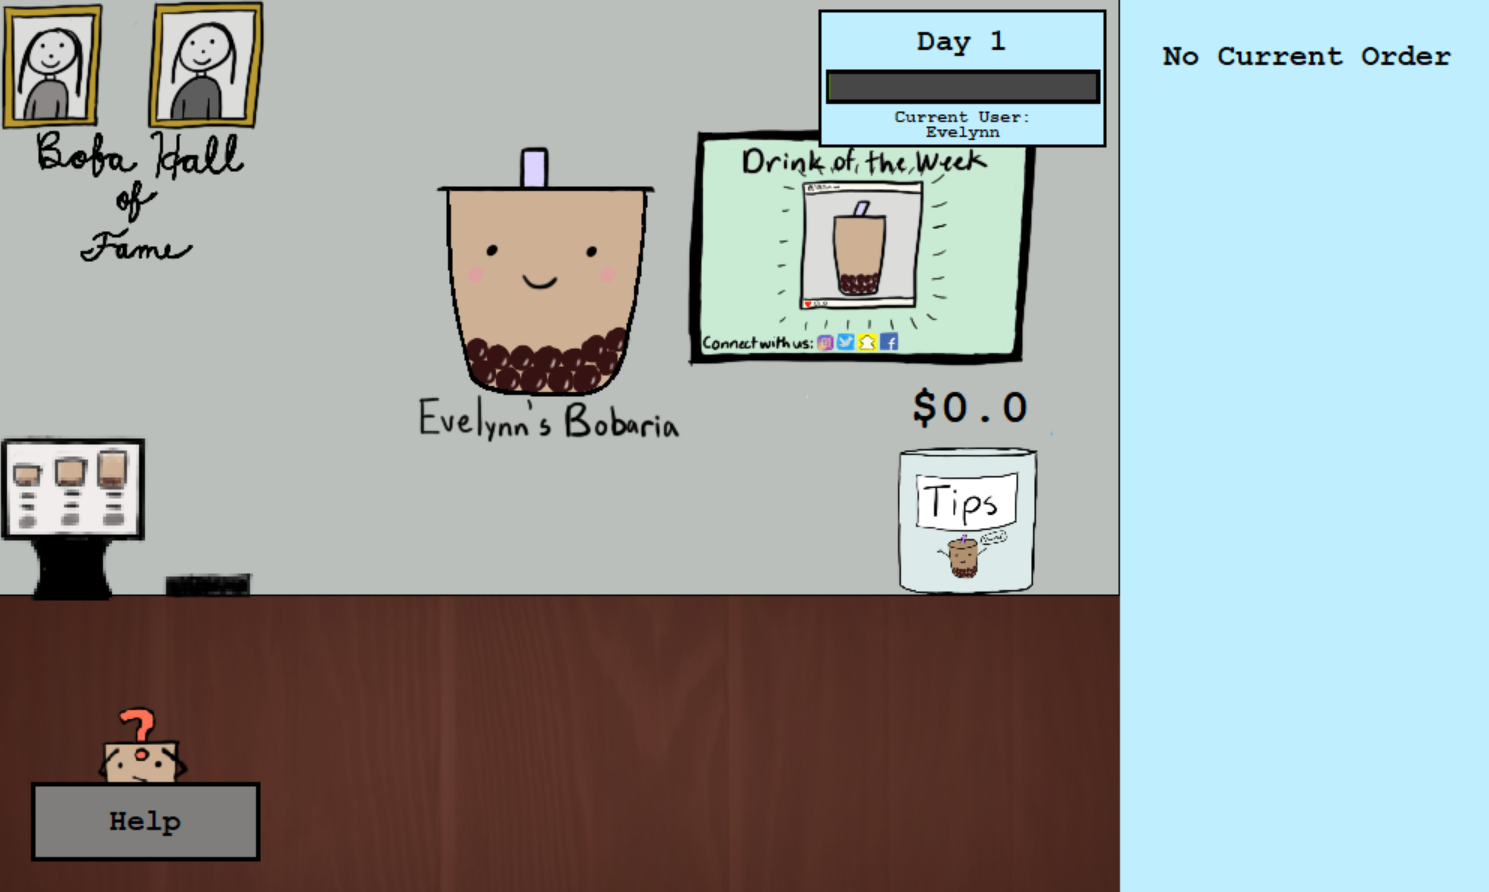 Boba Hall
of
Fame
Evelynn's Bobaria
Day 1
Current User:
Evelynn
Drink of the Week
Connect with us:
$0.0
Tips
Help
No Current Order